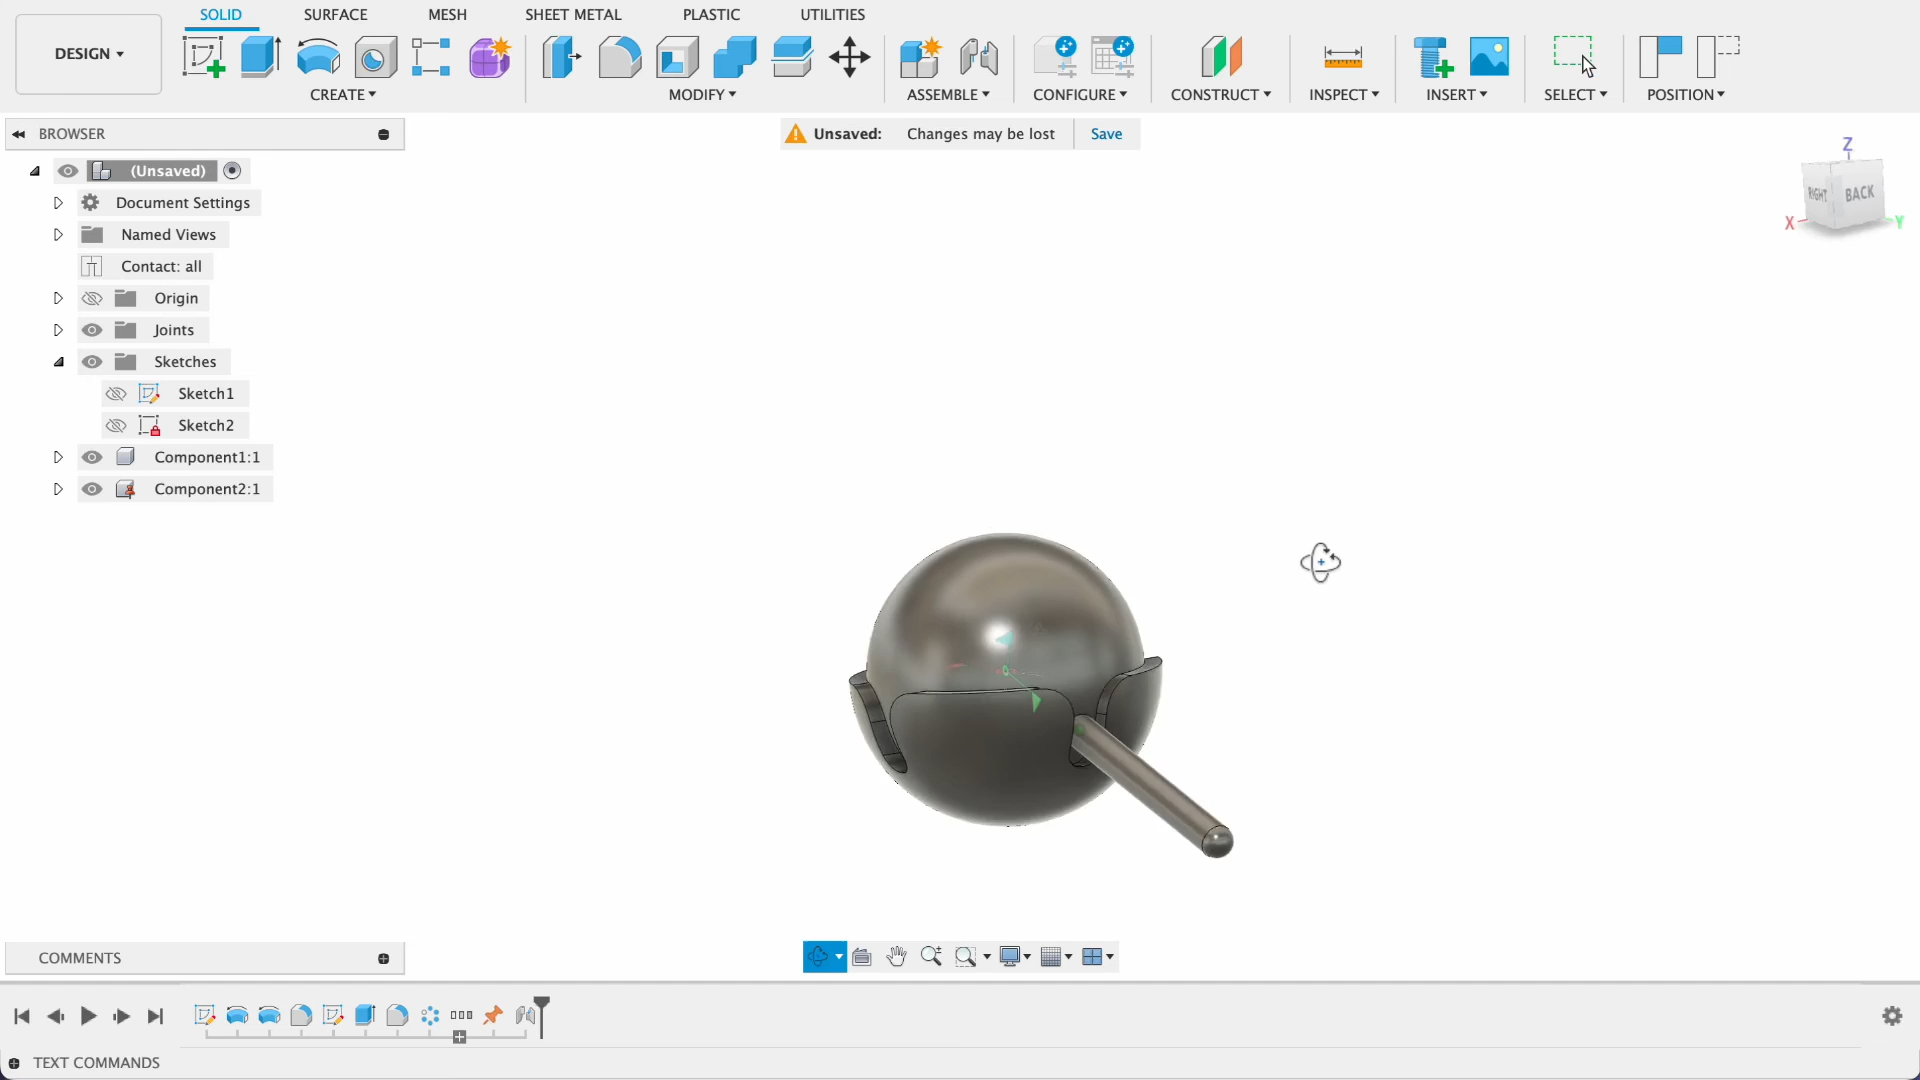 SOLID SURFACE MESH SHEET METAL PLASTIC UTILITIES
DESIGN
CREATE MODIFY ASSEMBLE CONFIGURE CONSTRUCT INSPECT INSERT SELECT POSITION
BROWSER
Unsaved: Changes may be lost Save
(Unsaved)
Document Settings
Named Views
Contact: all
Origin
Joints
Sketches
Sketch1
Sketch2
Component1:1
Component2:1
Z
RIGHT BACK
X Y
COMMENTS
TEXT COMMANDS